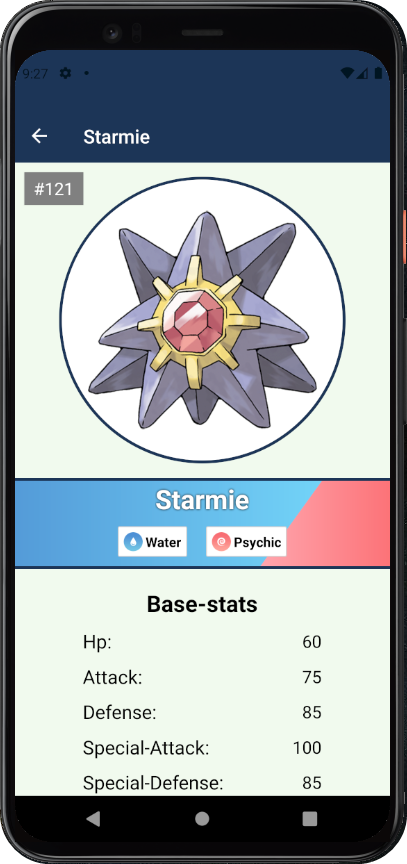 9:27
Starmie
#121
Starmie
Water Psychic
Base-stats
Hp: 60
Attack: 75
Defense: 85
Special-Attack: 100
Special-Defense: 85